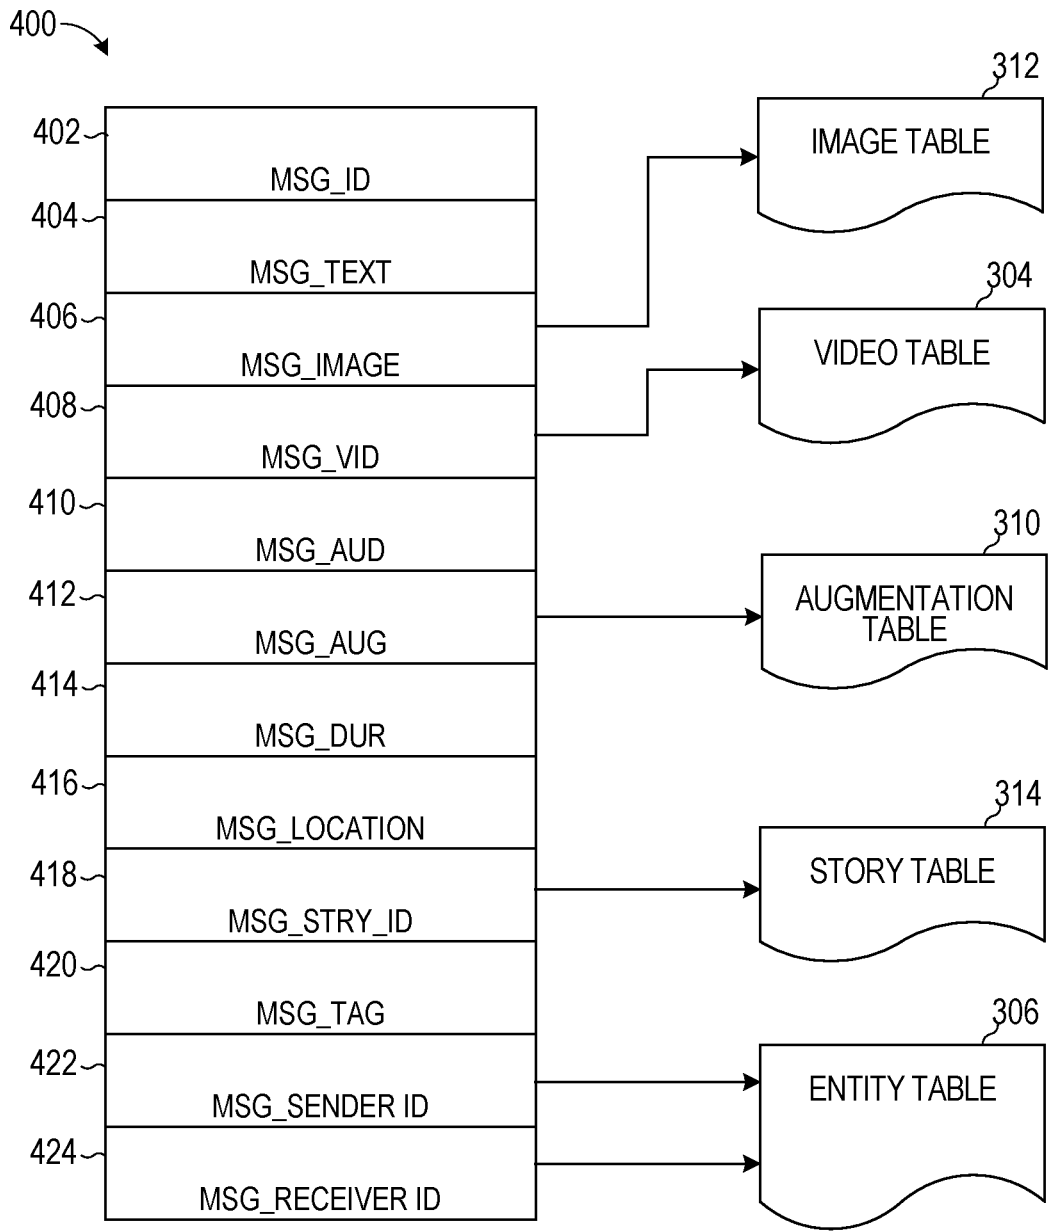 400
312
402
IMAGE TABLE
MSG_ID
404
MSG_TEXT
304
406
VIDEO TABLE
MSG_IMAGE
408
MSG_VID
410
310
MSG_AUD
412
AUGMENTATION
TABLE
MSG_AUG
414
MSG_DUR
416
314
MSG_LOCATION
418
STORY TABLE
MSG_STRY_ID
420
MSG_TAG
306
422
ENTITY TABLE
MSG_SENDER ID
424
MSG_RECEIVER ID